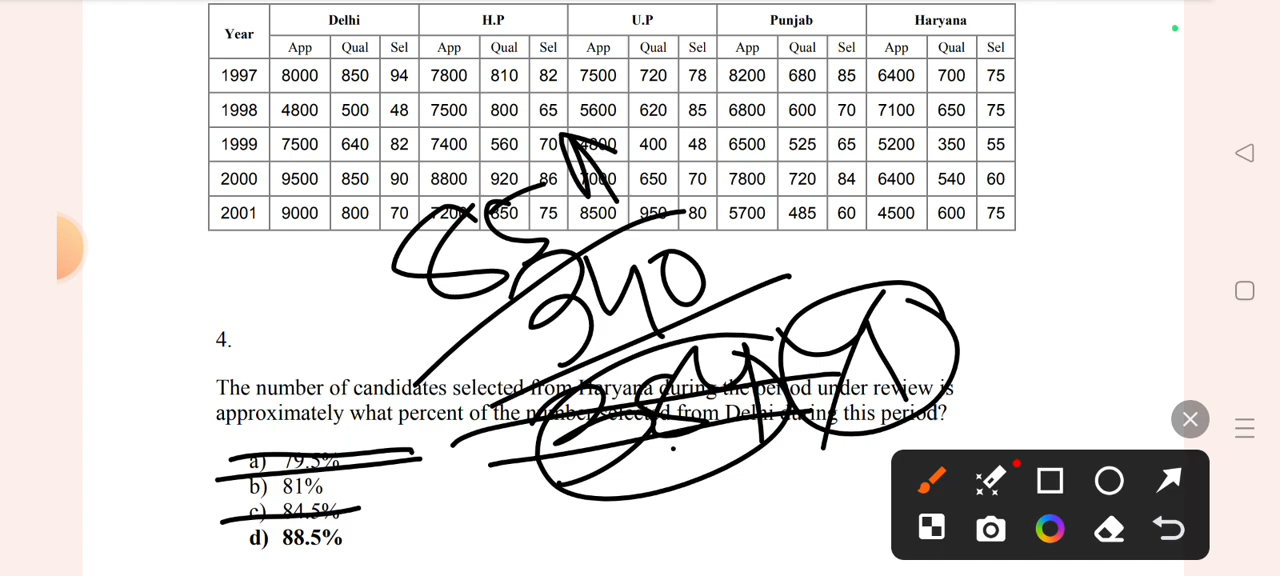 Year Delhi H.P U.P Punjab Haryana
App Qual Sel App Qual Sel App Qual Sel App Qual Sel App Qual Sel
1997 8000 850 94 7800 810 82 7500 720 78 8200 680 85 6400 700 75
1998 4800 500 48 7500 800 65 5600 620 85 6800 600 70 7100 650 75
1999 7500 640 82 7400 560 70 4800 400 48 6500 525 65 5200 350 55
2000 9500 850 90 8800 920 86 7000 650 70 7800 720 84 6400 540 60
2001 9000 800 70 7200 850 75 8500 950 80 5700 485 60 4500 600 75
4.
The number of candidates selected from Haryana during the period under review is
approximately what percent of the number selected from Delhi during this period?
a) 79.5%
b) 81%
c) 84.5%
d) 88.5%